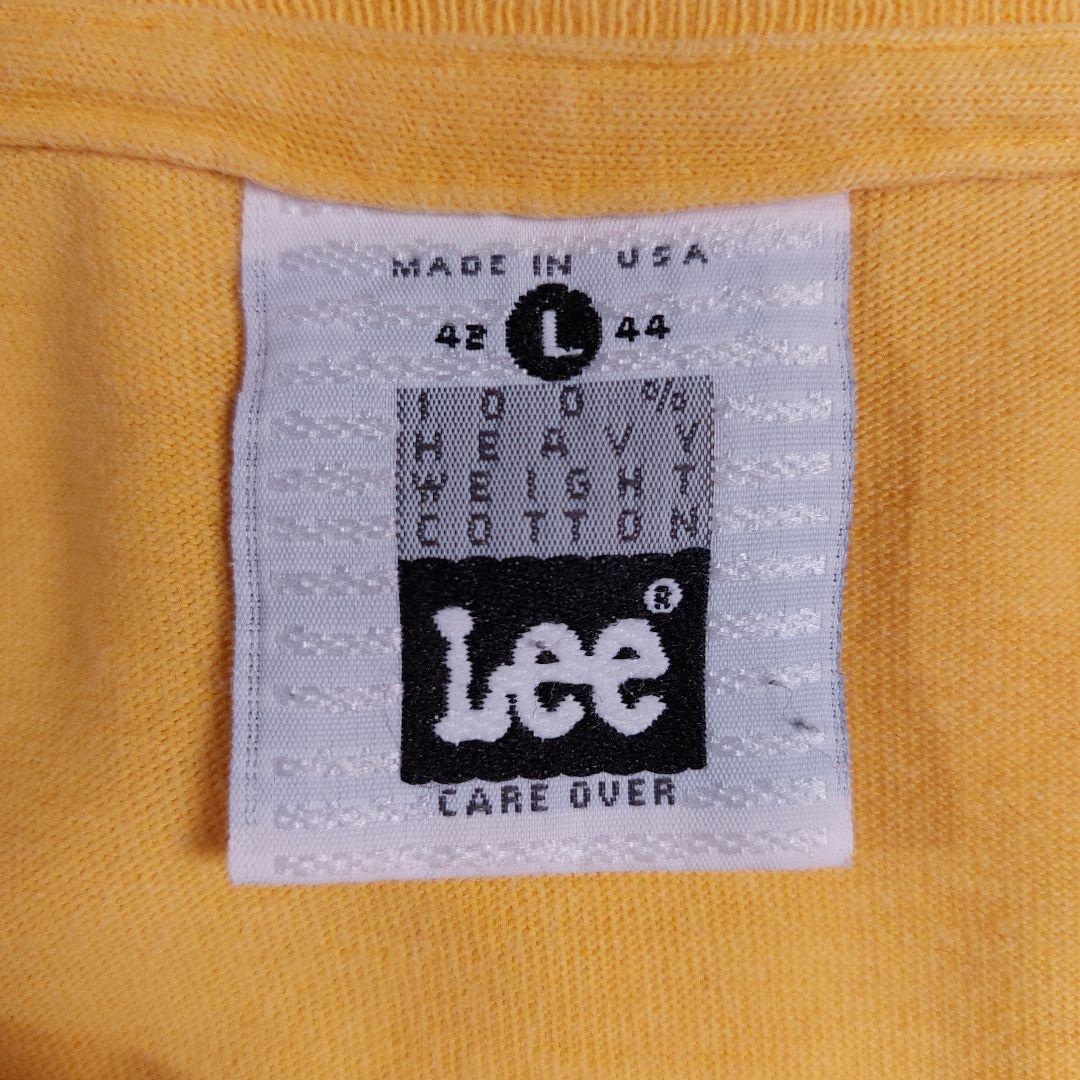 MADE IN USA
42 L 44
100%
HEAVY
WEIGHT
COTTON
Lee®
CARE OVER